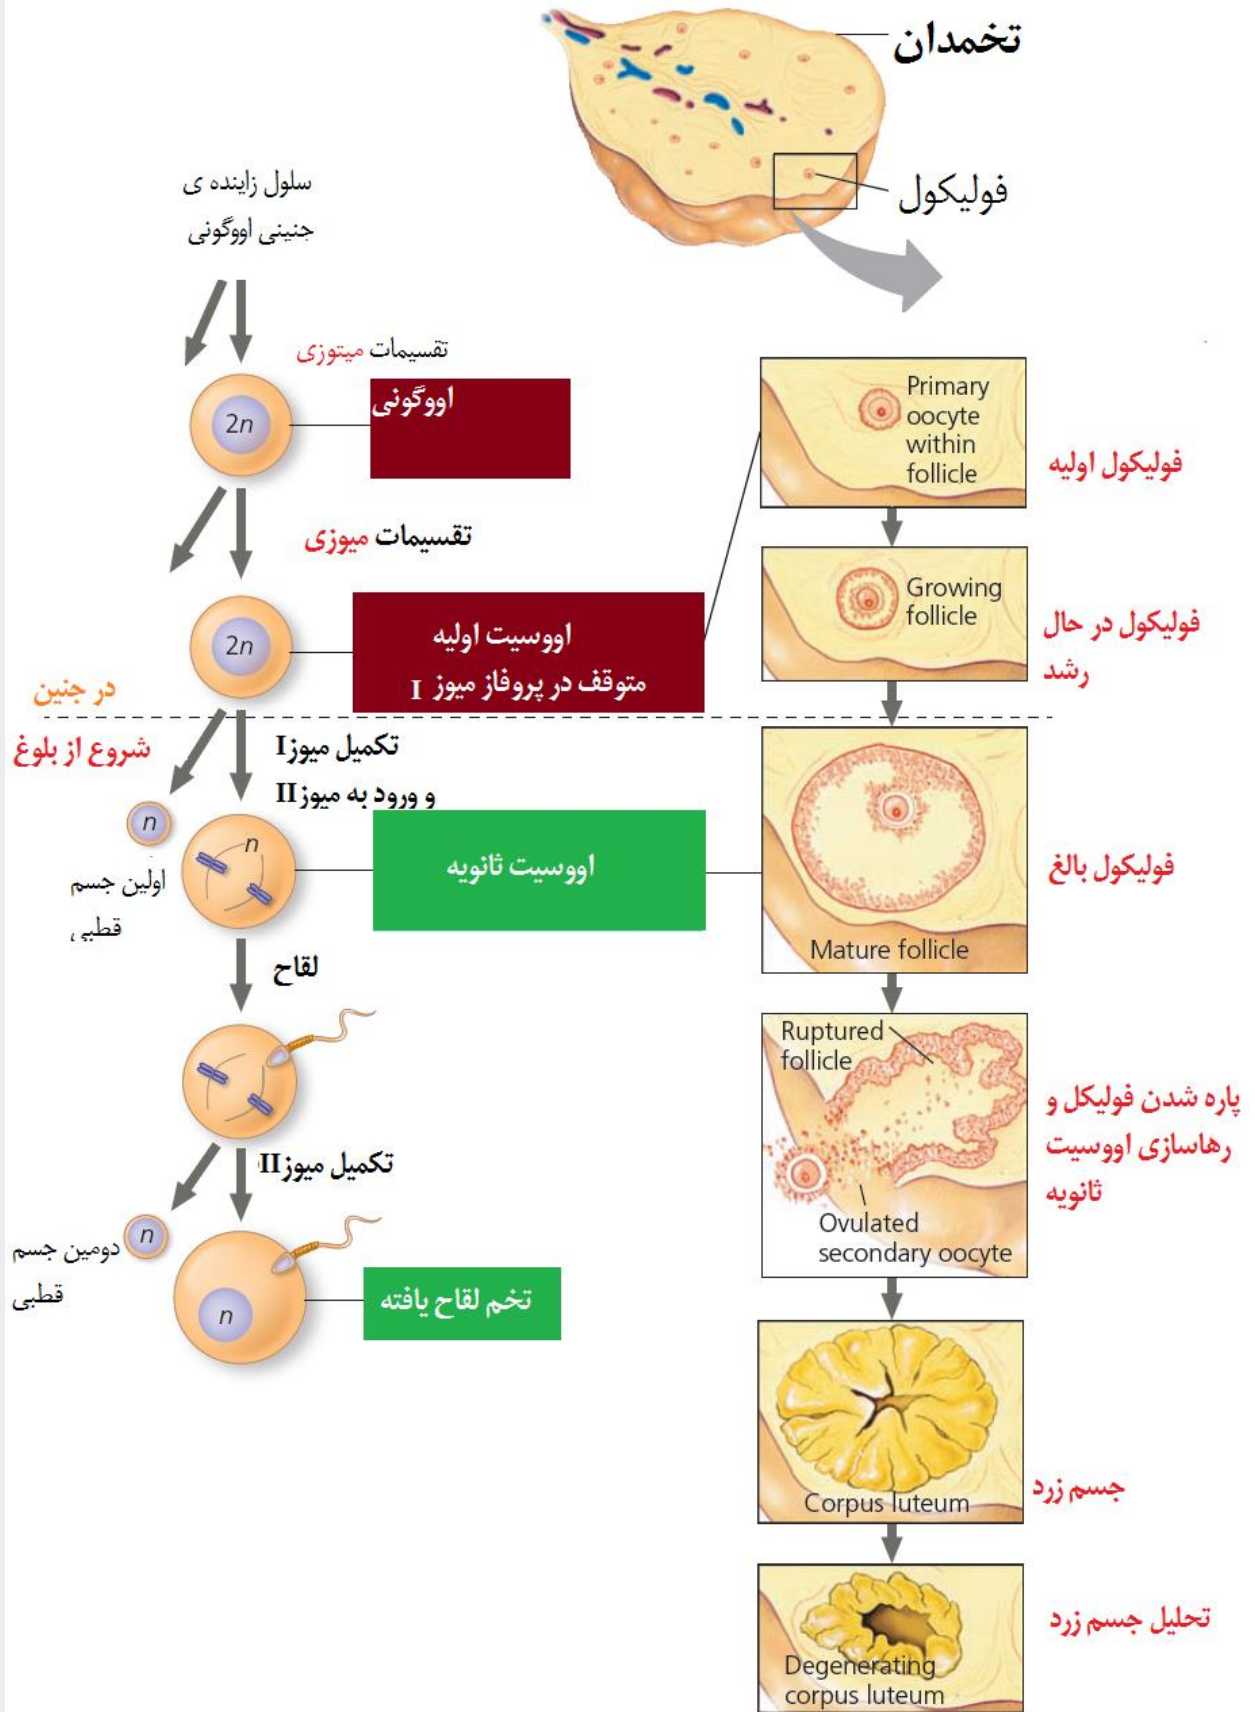 تخمدان
فولیکول
سلول زاینده ی
جنینی اووگونی
تقسیمات میتوزی
2n
اووگونی
تقسیمات میوزی
2n
اووسیت اولیه
متوقف در پروفاز میوز I
در جنین
شروع از بلوغ
تکمیل میوزI
و ورود به میوزII
n
n
اولین جسم
قطبی
اووسیت ثانویه
لقاح
تکمیل میوزII
n
دومین جسم
قطبی
n
تخم لقاح یافته
Primary
oocyte
within
follicle
فولیکول اولیه
Growing
follicle
فولیکول در حال
رشد
Mature follicle
فولیکول بالغ
Ruptured
follicle
Ovulated
secondary oocyte
پاره شدن فولیکل و
رهاسازی اووسیت
ثانویه
Corpus luteum
جسم زرد
Degenerating
corpus luteum
تحلیل جسم زرد